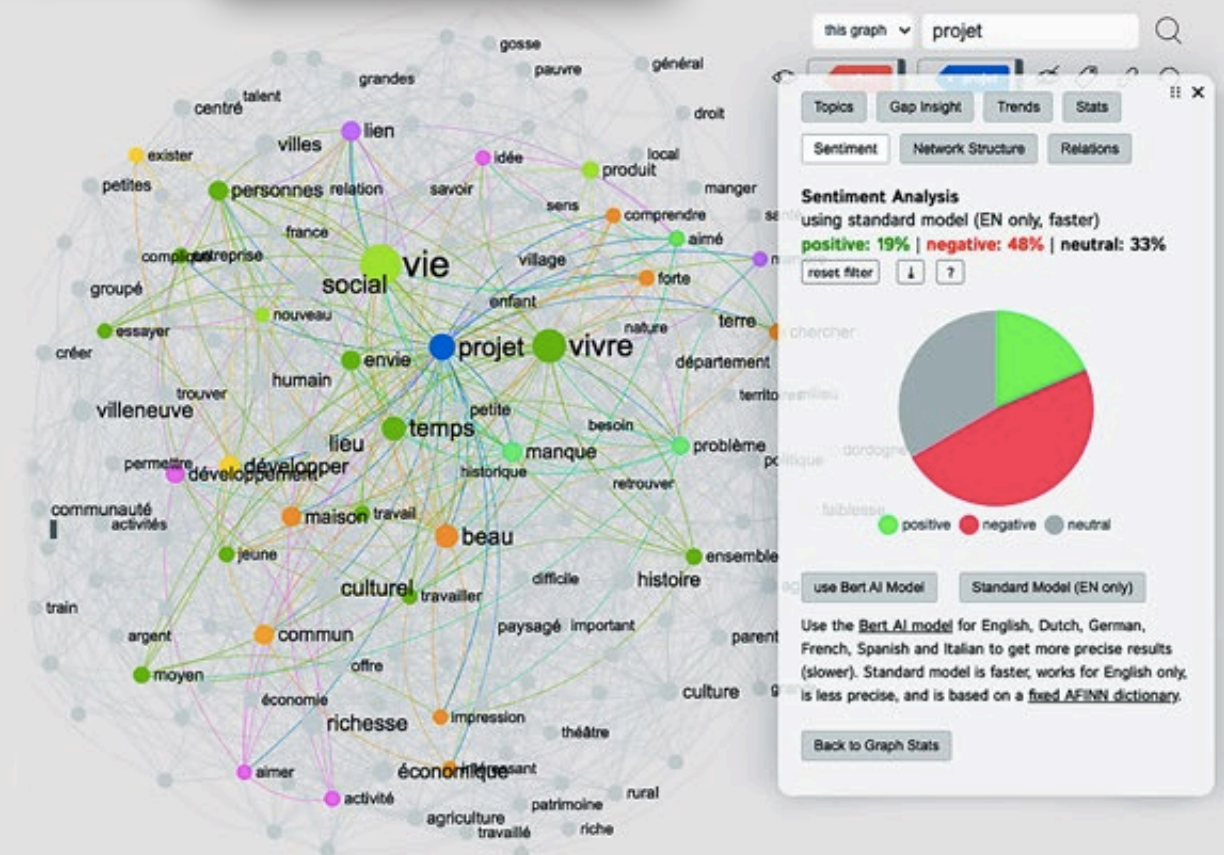 this graph
projet
gosse
pauvre
général
grandes
talent
centré
droit
villes
lien
idée
local
exister
produit
petites
personnes
relation
savoir
manger
sens
comprendre
france
aimé
entreprise
village
vie
social
forte
groupé
enfant
nouveau
nature
terre
chercher
essayer
projet
vivre
créer
envie
département
humain
trouver
villeneuve
petite
temps
besoin
lieu
manque
problème
dordogne
permettre
développer
développement
historique
retrouver
communauté
activités
maison
travail
faiblesse
beau
jeune
ensemble
culturel
travailler
difficile
histoire
train
argent
commun
paysagé
important
parent
moyen
offre
économie
culture
richesse
impression
théâtre
aimer
économique
intéressant
activité
agriculture
patrimoine
rural
travaillé
riche
Topics
Gap Insight
Trends
Stats
Sentiment
Network Structure
Relations
Sentiment Analysis
using standard model (EN only, faster)
positive: 19% | negative: 48% | neutral: 33%
reset filter
?
positive
negative
neutral
use Bert AI Model
Standard Model (EN only)
Use the Bert AI model for English, Dutch, German,
French, Spanish and Italian to get more precise results
(slower). Standard model is faster, works for English only,
is less precise, and is based on a fixed AFINN dictionary.
Back to Graph Stats